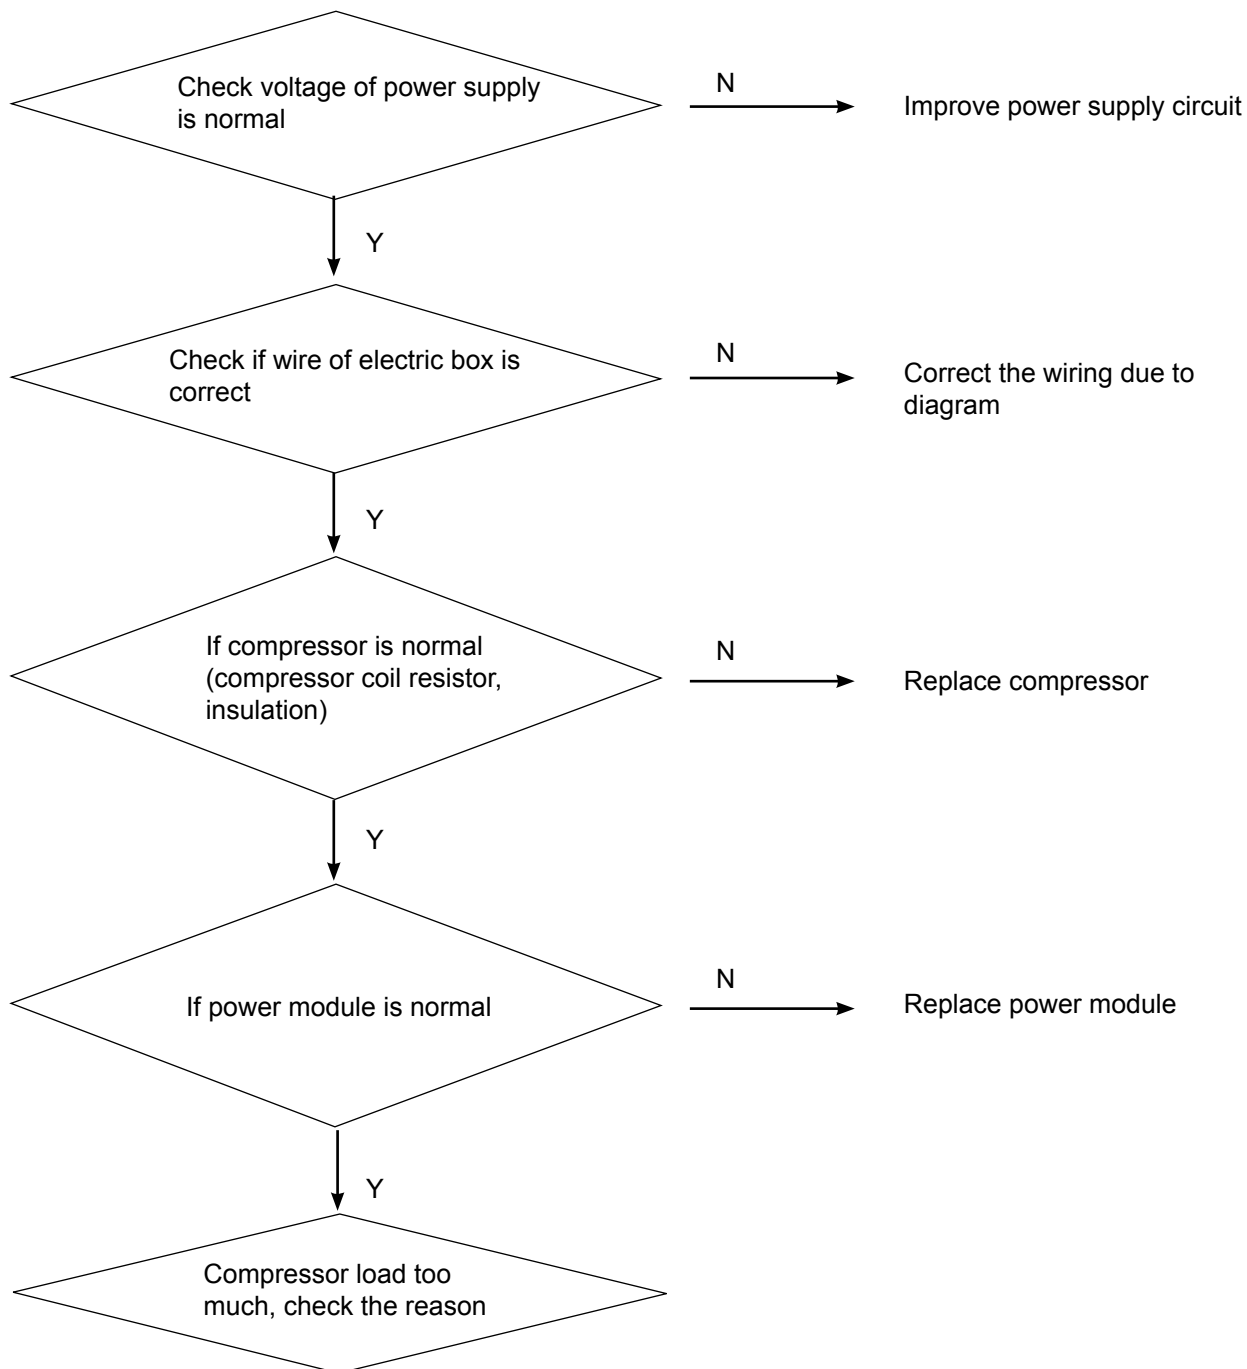 Check voltage of power supply
is normal
N
Improve power supply circuit
Y
Check if wire of electric box is
correct
N
Correct the wiring due to
diagram
Y
If compressor is normal
(compressor coil resistor,
insulation)
N
Replace compressor
Y
If power module is normal
N
Replace power module
Y
Compressor load too
much, check the reason